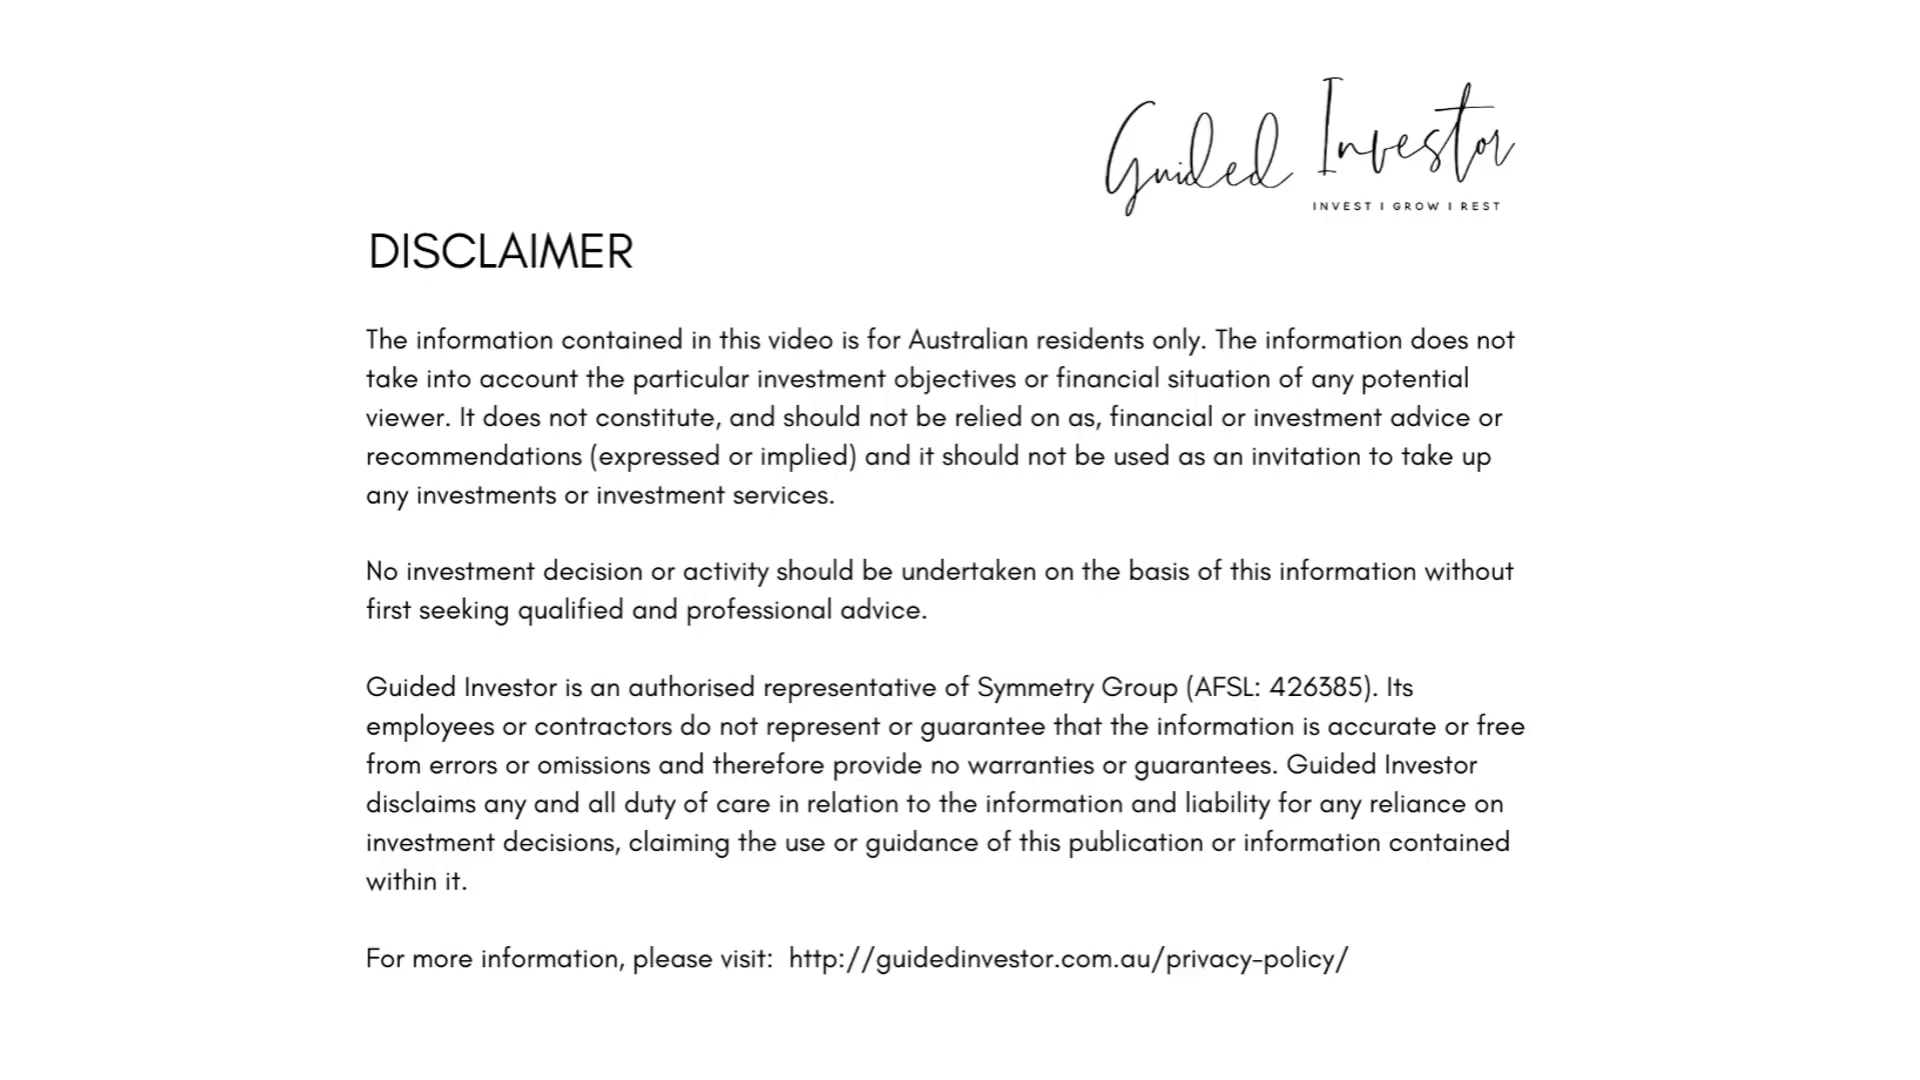 Guided Investor
INVEST | GROW | REST
DISCLAIMER
The information contained in this video is for Australian residents only. The information does not
take into account the particular investment objectives or financial situation of any potential
viewer. It does not constitute, and should not be relied on as, financial or investment advice or
recommendations (expressed or implied) and it should not be used as an invitation to take up
any investments or investment services.
No investment decision or activity should be undertaken on the basis of this information without
first seeking qualified and professional advice.
Guided Investor is an authorised representative of Symmetry Group (AFSL: 426385). Its
employees or contractors do not represent or guarantee that the information is accurate or free
from errors or omissions and therefore provide no warranties or guarantees. Guided Investor
disclaims any and all duty of care in relation to the information and liability for any reliance on
investment decisions, claiming the use or guidance of this publication or information contained
within it.
For more information, please visit: http://guidedinvestor.com.au/privacy-policy/